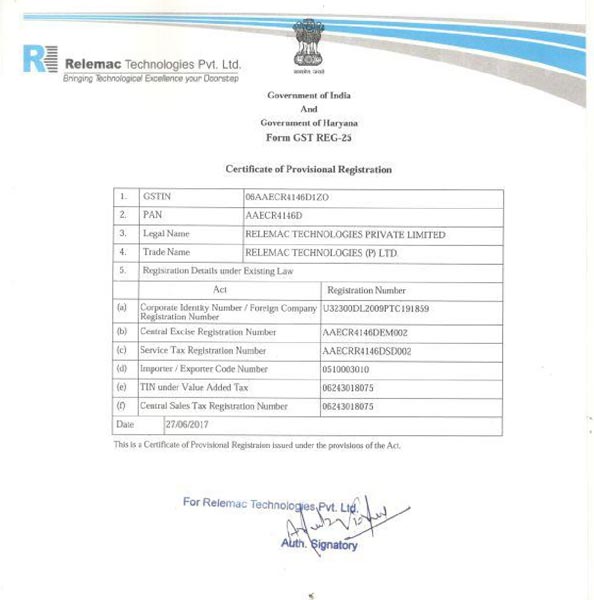 Relemac Technologies Pvt. Ltd.
Bringing Technological Excellence your Doorstep
सत्यमेव जयते
Government of India
And
Government of Haryana
Form GST REG-25
Certificate of Provisional Registration
1. GSTIN 06AAECR4146D1ZO
2. PAN AAECR4146D
3. Legal Name RELEMAC TECHNOLOGIES PRIVATE LIMITED
4. Trade Name RELEMAC TECHNOLOGIES (P) LTD
5. Registration Details under Existing Law
Act Registration Number
(a) Corporate Identity Number / Foreign Company Registration Number U32300DL2009PTC191859
(b) Central Excise Registration Number AAECR4146DEM002
(c) Service Tax Registration Number AAECRR4146DSD002
(d) Importer / Exporter Code Number 0510003010
(e) TIN under Value Added Tax 06243018075
(f) Central Sales Tax Registration Number 06243018075
Date 27/06/2017
This is a Certificate of Provisional Registraion issued under the provisions of the Act.
For Relemac Technologies Pvt. Ltd.
Auth. Signatory